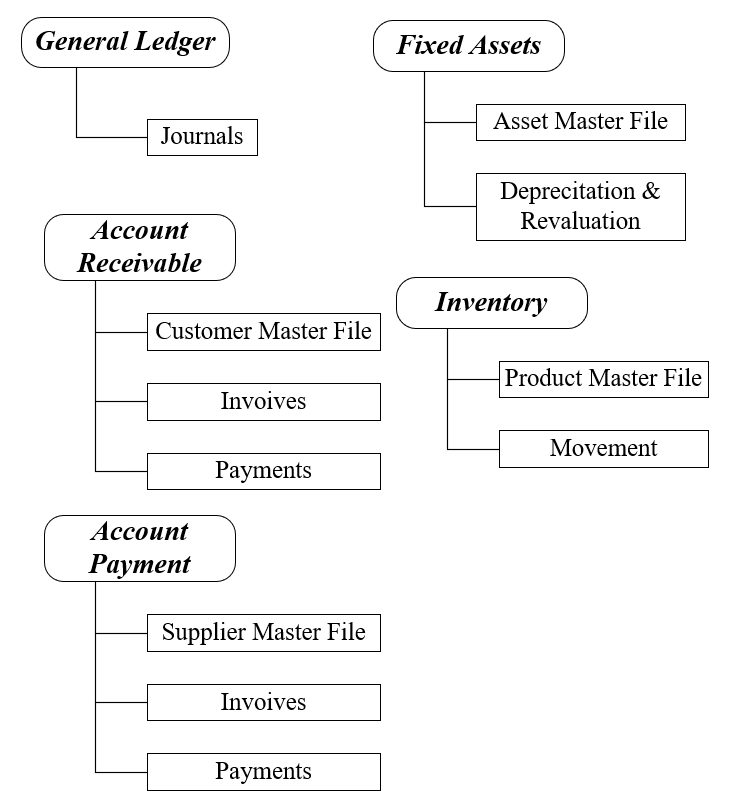 General Ledger
Journals
Account
Receivable
Customer Master File
Invoives
Payments
Account
Payment
Supplier Master File
Invoives
Payments
Fixed Assets
Asset Master File
Deprecitation &
Revaluation
Inventory
Product Master File
Movement